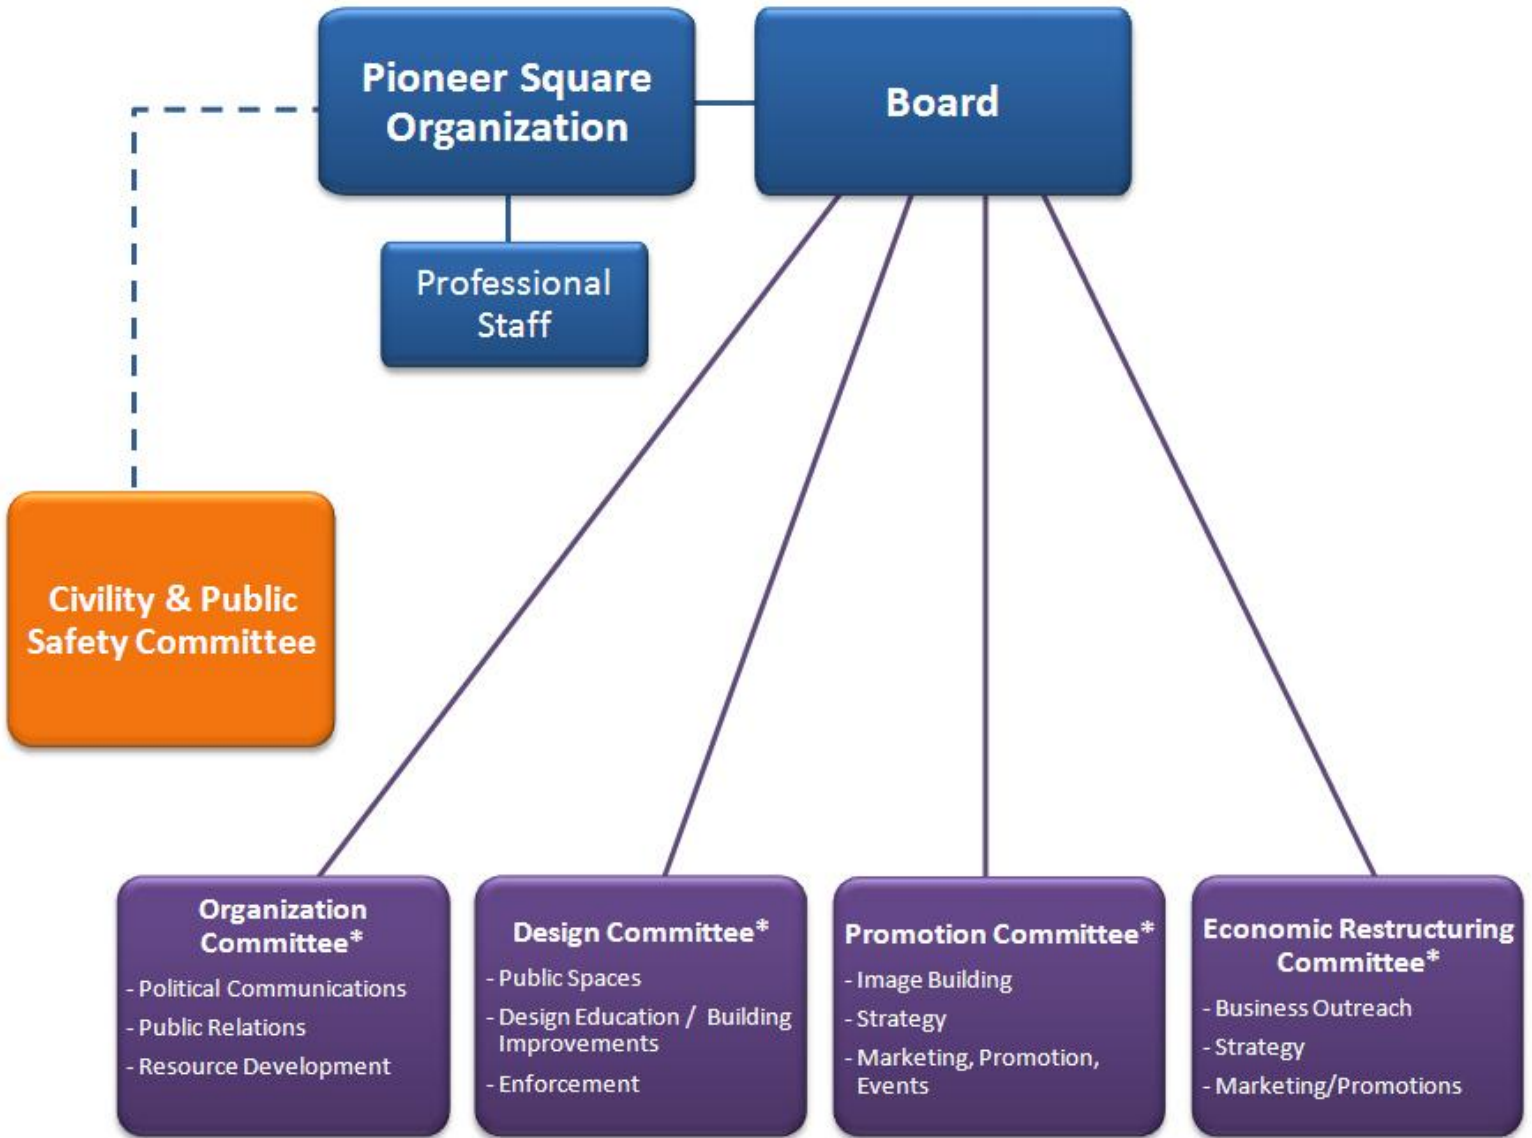 Pioneer Square
Organization
Board
Professional
Staff
Civility & Public
Safety Committee
Organization
Committee*
- Political Communications
- Public Relations
- Resource Development
Design Committee*
- Public Spaces
- Design Education / Building
Improvements
- Enforcement
Promotion Committee*
- Image Building
- Strategy
- Marketing, Promotion,
Events
Economic Restructuring
Committee*
- Business Outreach
- Strategy
- Marketing/Promotions